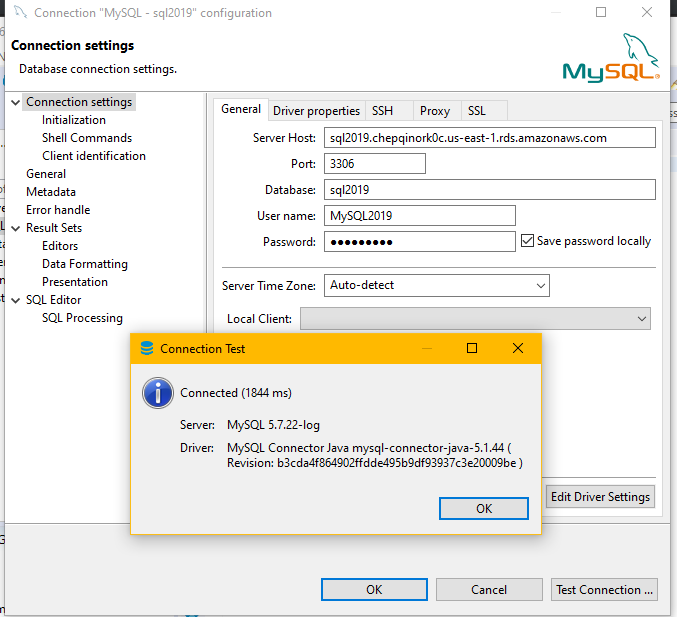 Connection "MySQL - sql2019" configuration
Connection settings
Database connection settings.
MySQL®
Connection settings
Initialization
Shell Commands
Client identification
General
Metadata
Error handle
Result Sets
Editors
Data Formatting
Presentation
SQL Editor
SQL Processing
General Driver properties SSH Proxy SSL
Server Host: sql2019.chepqinork0c.us-east-1.rds.amazonaws.com
Port: 3306
Database: sql2019
User name: MySQL2019
Password: ●●●●●●●●● Save password locally
Server Time Zone: Auto-detect
Local Client:
Connection Test
Connected (1844 ms)
Server: MySQL 5.7.22-log
Driver: MySQL Connector Java mysql-connector-java-5.1.44 (
Revision: b3cda4f864902ffdde495b9df93937c3e20009be )
OK
Edit Driver Settings
OK Cancel Test Connection ...